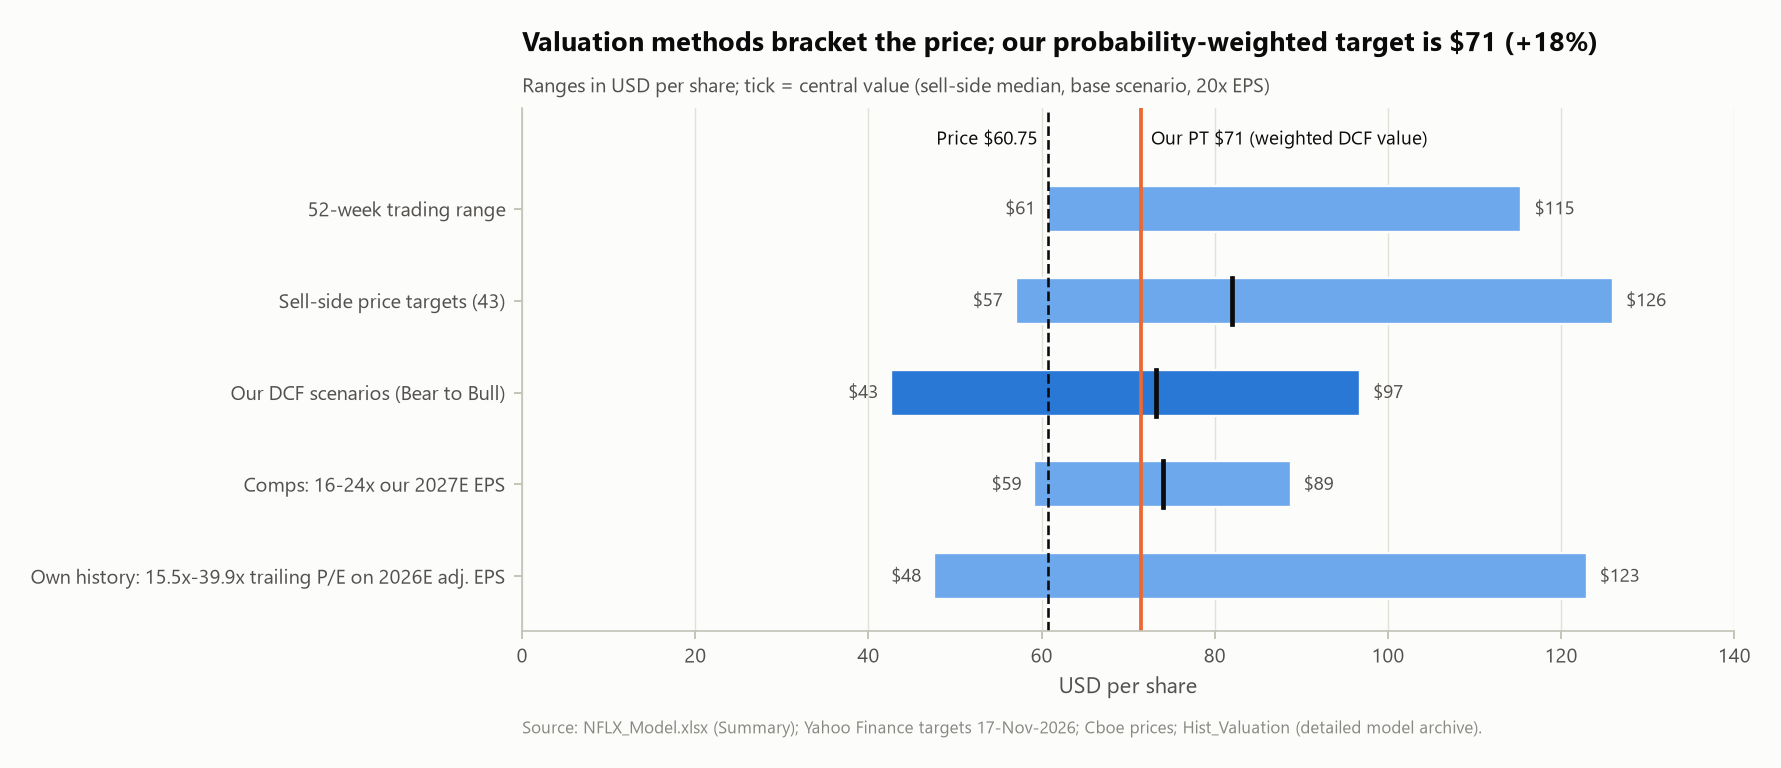 Valuation methods bracket the price; our probability-weighted target is $71 (+18%)
Ranges in USD per share; tick = central value (sell-side median, base scenario, 20x EPS)
Price $60.75
Our PT $71 (weighted DCF value)
52-week trading range
$61
$115
Sell-side price targets (43)
$57
$126
Our DCF scenarios (Bear to Bull)
$43
$97
Comps: 16-24x our 2027E EPS
$59
$89
Own history: 15.5x-39.9x trailing P/E on 2026E adj. EPS
$48
$123
0 20 40 60 80 100 120 140
USD per share
Source: NFLX_Model.xlsx (Summary); Yahoo Finance targets 17-Nov-2026; Cboe prices; Hist_Valuation (detailed model archive).